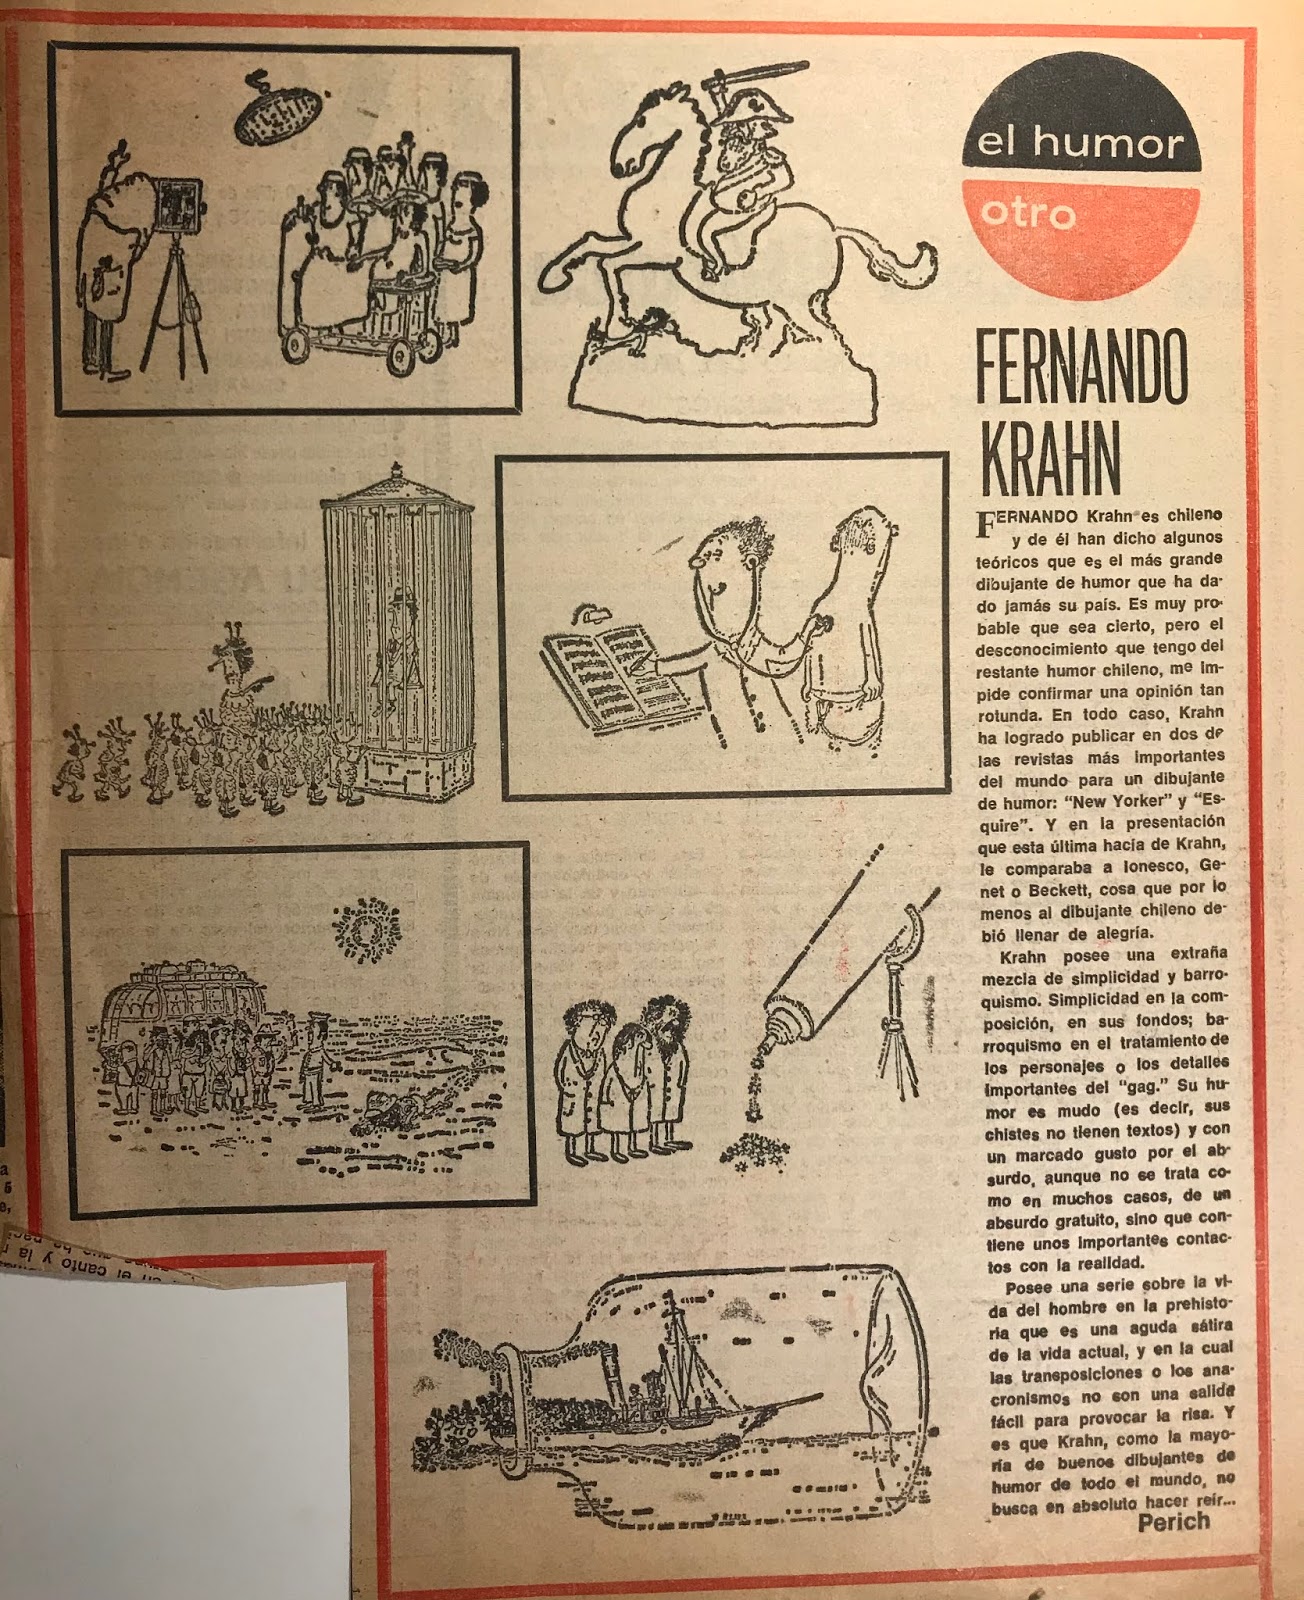 el humor
otro
FERNANDO
KRAHN
FERNANDO Krahn es chileno
y de él han dicho algunos
teóricos que es el más grande
dibujante de humor que ha da-
do jamás su país. Es muy pro-
bable que sea cierto, pero el
desconocimiento que tengo del
restante humor chileno, me im-
pide confirmar una opinión tan
rotunda. En todo caso, Krahn
ha logrado publicar en dos de
las revistas más importantes
del mundo para un dibujante
de humor: “New Yorker” y “Es-
quire”. Y en la presentación
que esta última hacía de Krahn,
le comparaba a Ionesco, Ge-
net o Beckett, cosa que por lo
menos al dibujante chileno de-
bió llenar de alegría.
Krahn posee una extraña
mezcla de simplicidad y barro-
quismo. Simplicidad en la com-
posición, en sus fondos; ba-
rroquismo en el tratamiento de
los personajes o los detalles
importantes del “gag.” Su hu-
mor es mudo (es decir, sus
chistes no tienen textos) y con
un marcado gusto por el ab-
surdo, aunque no se trata co-
mo en muchos casos, de un
absurdo gratuito, sino que con-
tiene unos importantes contac-
tos con la realidad.
Posee una serie sobre la vi-
da del hombre en la prehisto-
ria que es una aguda sátira
de la vida actual, y en la cual
las transposiciones o los ana-
cronismos no son una salida
fácil para provocar la risa. Y
es que Krahn, como la mayo-
ría de buenos dibujantes de
humor de todo el mundo, no
busca en absoluto hacer reír...
Perich
a
5
e,
en el canto y la